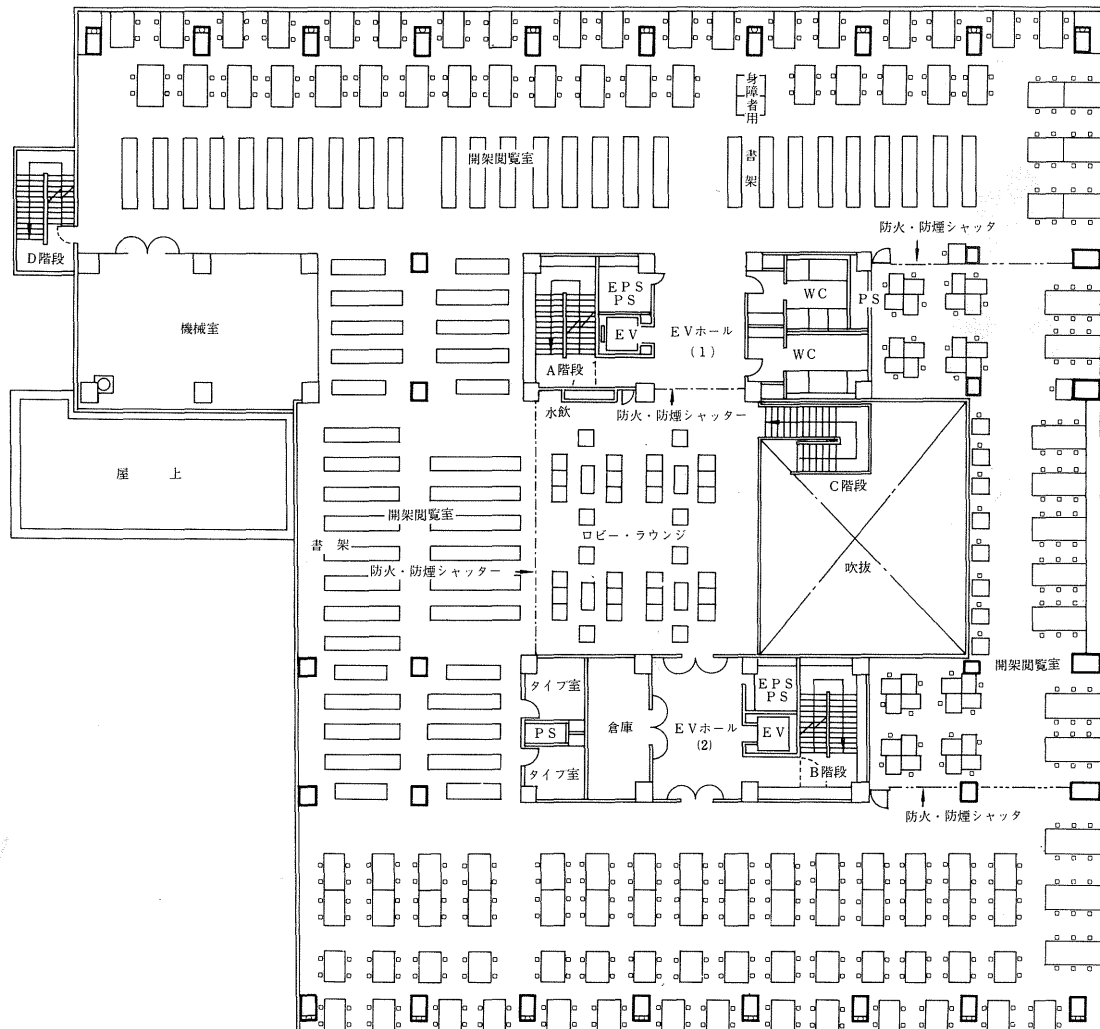 身障者用
開架閲覧室
書架
防火・防煙シャッタ
D階段
EPS
PS
WC
PS
機械室
EV
EVホール
(1)
WC
A階段
水飲
防火・防煙シャッター
屋上
C階段
開架閲覧室
ロビー・ラウンジ
書架
防火・防煙シャッター
吹抜
開架閲覧室
タイプ室
EPS
PS
倉庫
EVホール
(2)
PS
EV
タイプ室
B階段
防火・防煙シャッタ